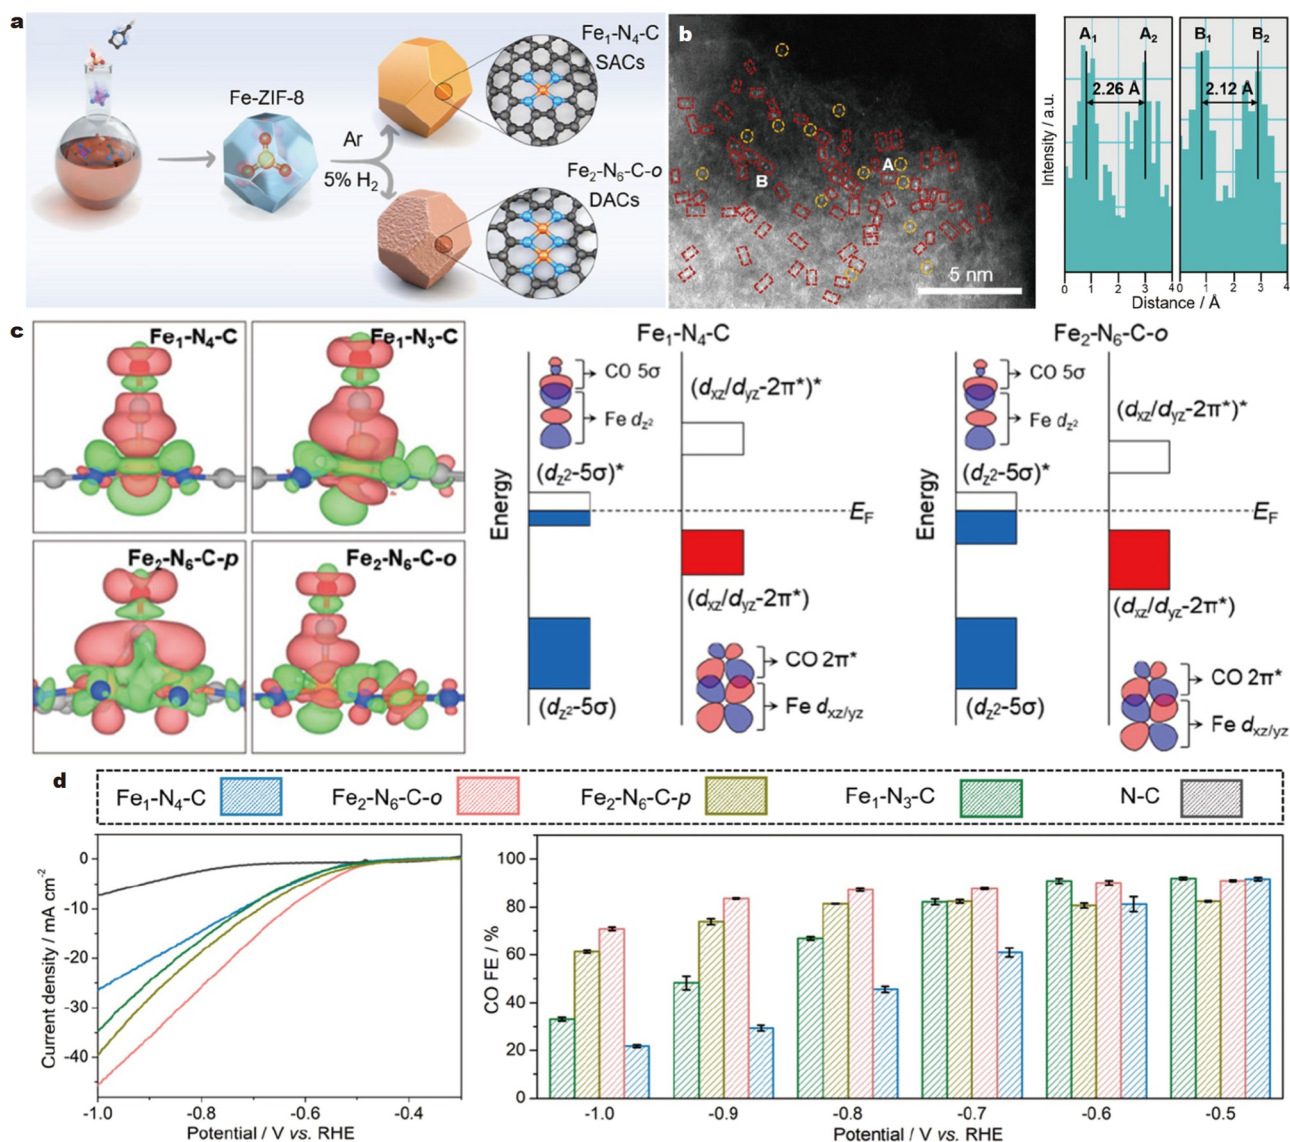 a
Fe-ZIF-8
Ar
5% H₂
Fe₁-N₄-C
SACs
Fe₂-N₆-C-o
DACs
b
A
B
5 nm
Intensity / a.u.
A₁ A₂
2.26 Å
B₁ B₂
2.12 Å
0 1 2 3 4
0 1 2 3 4
Distance / Å
c
Fe₁-N₄-C
Fe₁-N₃-C
Fe₂-N₆-C-p
Fe₂-N₆-C-o
Fe₁-N₄-C
Energy
CO 5σ
Fe dz²
(dz²-5σ)*
(dz²-5σ)
(dxz/dyz-2π*)*
EF
(dxz/dyz-2π*)
CO 2π*
Fe dxz/yz
Fe₂-N₆-C-o
Energy
CO 5σ
Fe dz²
(dz²-5σ)*
(dz²-5σ)
(dxz/dyz-2π*)*
EF
(dxz/dyz-2π*)
CO 2π*
Fe dxz/yz
d
Fe₁-N₄-C Fe₂-N₆-C-o Fe₂-N₆-C-p Fe₁-N₃-C N-C
Current density / mA cm⁻²
0
-10
-20
-30
-40
-1.0 -0.8 -0.6 -0.4
Potential / V vs. RHE
CO FE / %
100
80
60
40
20
0
-1.0 -0.9 -0.8 -0.7 -0.6 -0.5
Potential / V vs. RHE